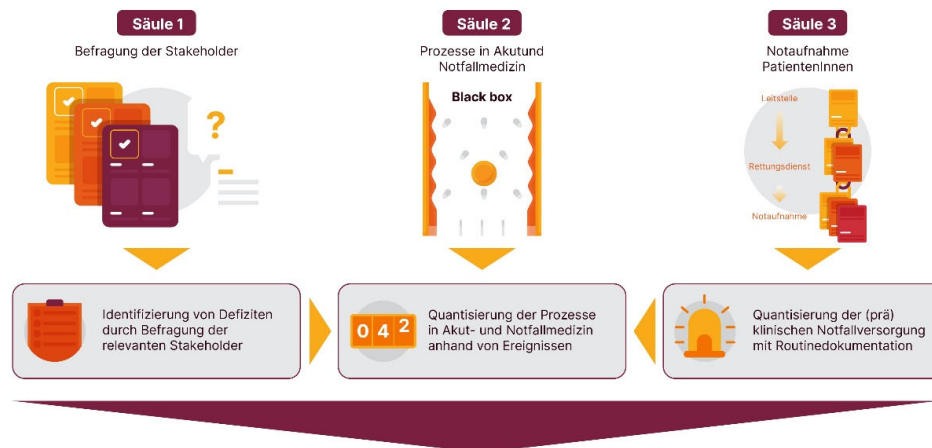 Säule 1
Befragung der Stakeholder
?
Säule 2
Prozesse in Akutund
Notfallmedizin
Black box
Säule 3
Notaufnahme
PatientenInnen
Leitstelle
Rettungsdienst
Notaufnahme
Identifizierung von Defiziten
durch Befragung der
relevanten Stakeholder
0 4 2
Quantisierung der Prozesse
in Akut- und Notfallmedizin
anhand von Ereignissen
Quantisierung der (prä)
klinischen Notfallversorgung
mit Routinedokumentation